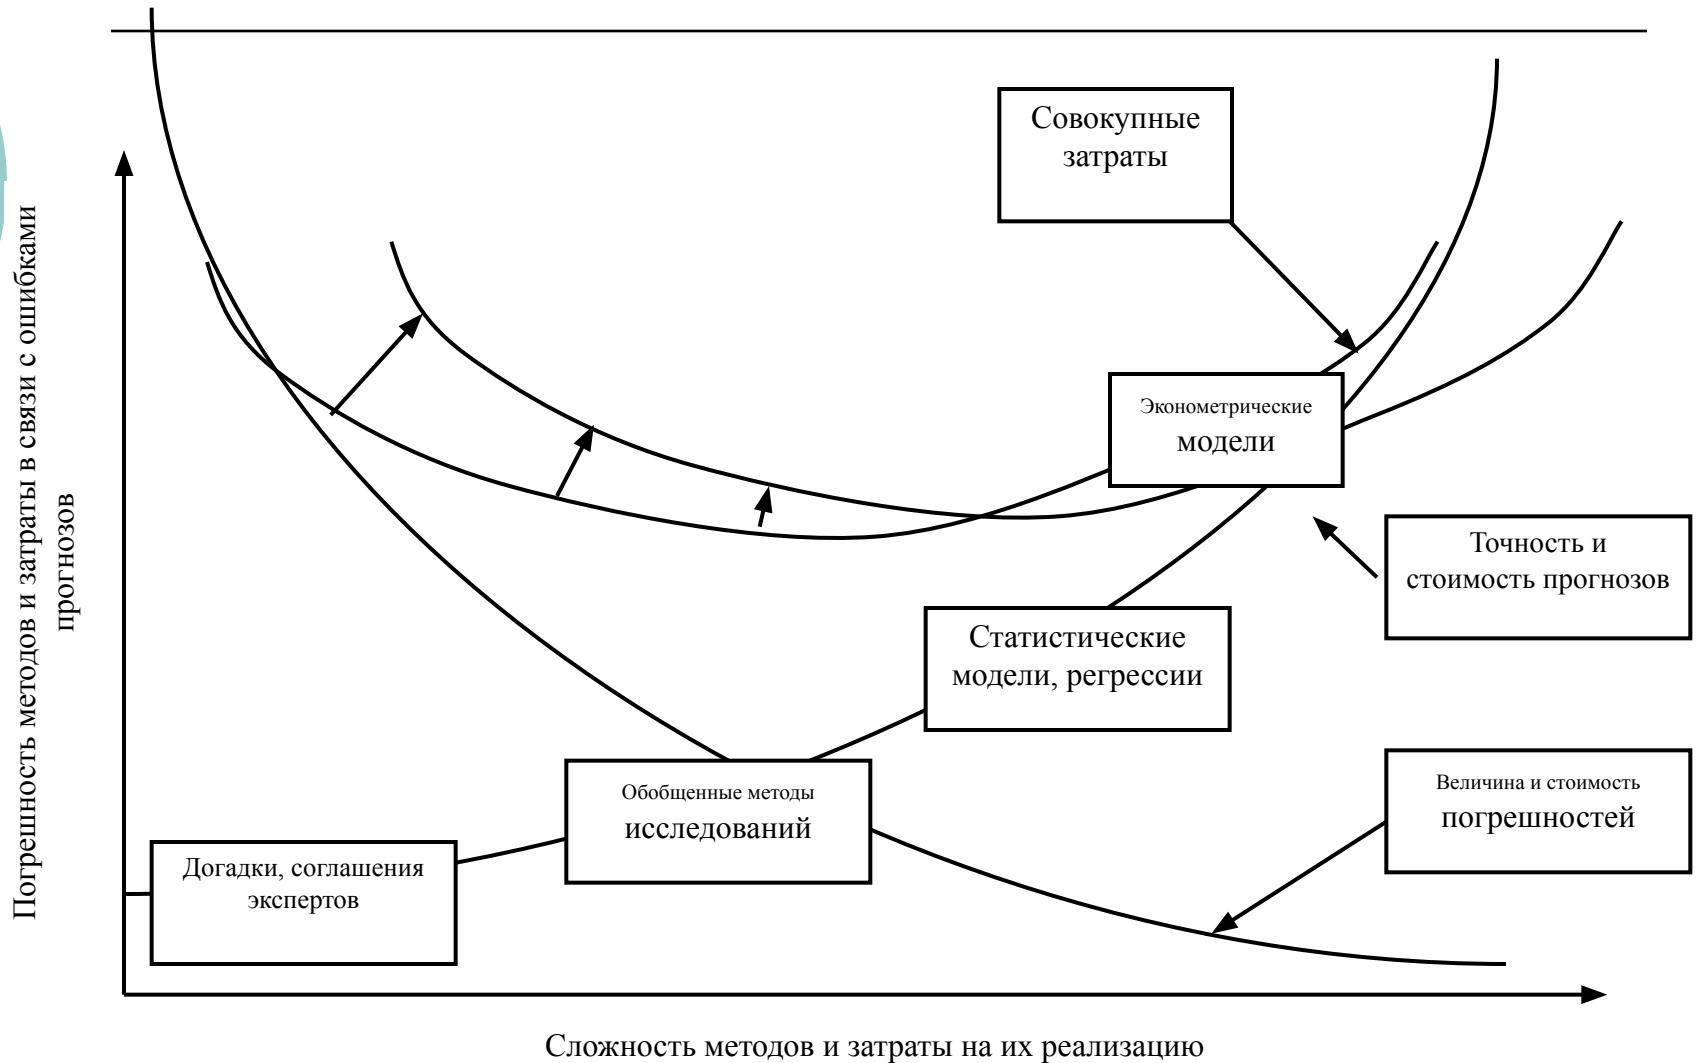 Совокупные
затраты
Погрешность методов и затраты в связи с ошибками
прогнозов
Эконометрические
модели
Точность и
стоимость прогнозов
Статистические
модели, регрессии
Величина и стоимость
погрешностей
Обобщенные методы
исследований
Догадки, соглашения
экспертов
Сложность методов и затраты на их реализацию